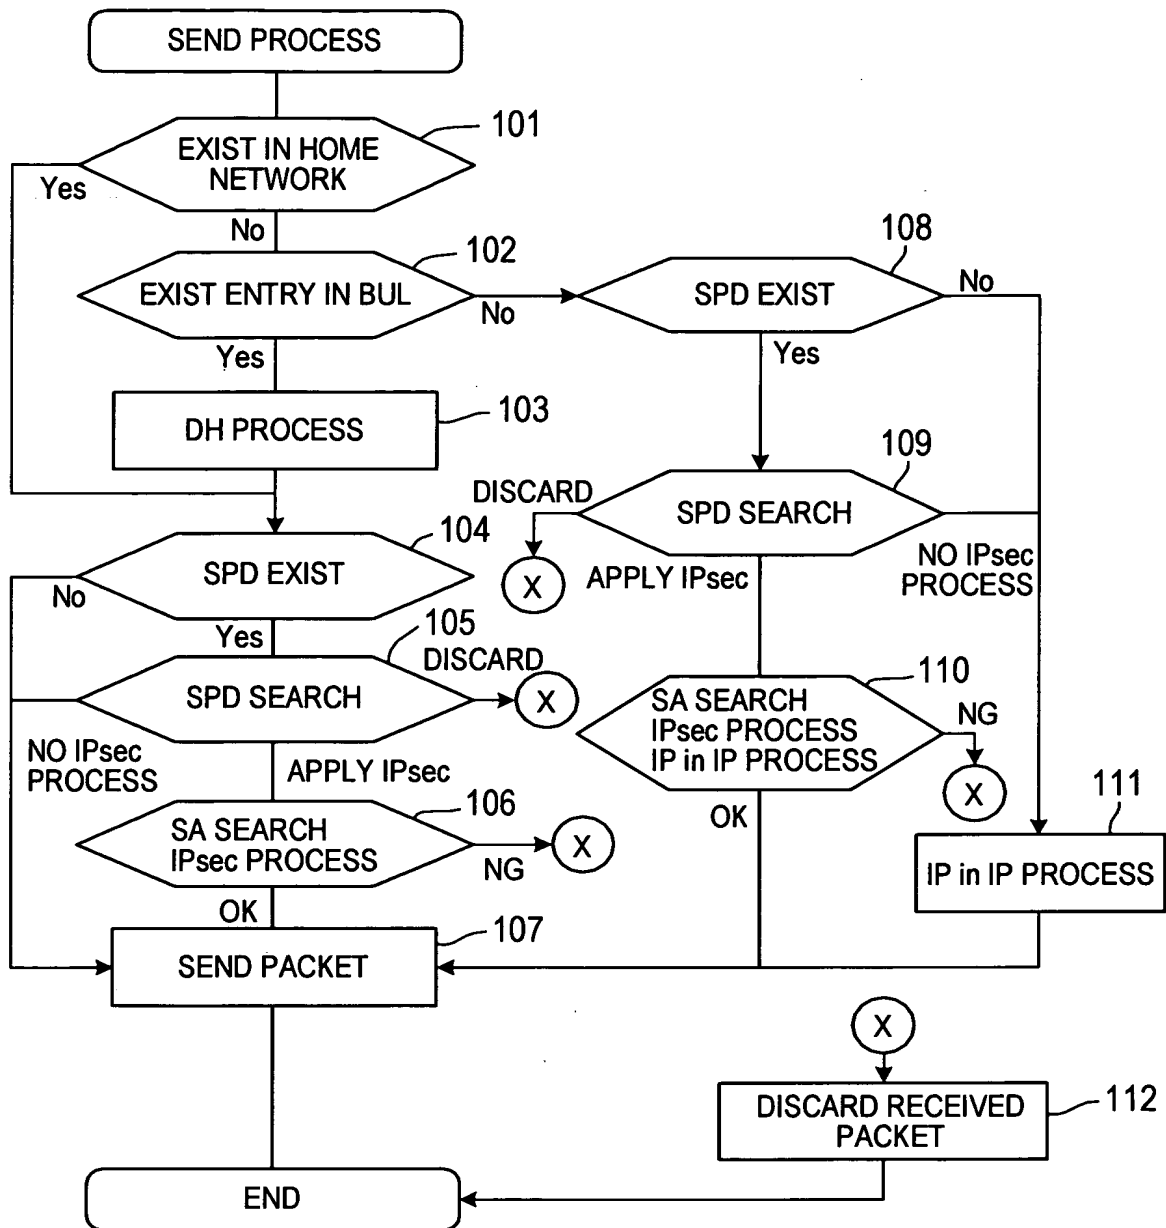 SEND PROCESS
101
EXIST IN HOME
NETWORK
Yes
No
102
EXIST ENTRY IN BUL
No
Yes
103
DH PROCESS
104
SPD EXIST
No
Yes
105
SPD SEARCH
DISCARD
X
NO IPsec
PROCESS
APPLY IPsec
106
SA SEARCH
IPsec PROCESS
NG
X
OK
107
SEND PACKET
108
SPD EXIST
No
Yes
109
SPD SEARCH
DISCARD
X
APPLY IPsec
NO IPsec
PROCESS
110
SA SEARCH
IPsec PROCESS
IP in IP PROCESS
NG
X
OK
111
IP in IP PROCESS
X
DISCARD RECEIVED
PACKET
112
END